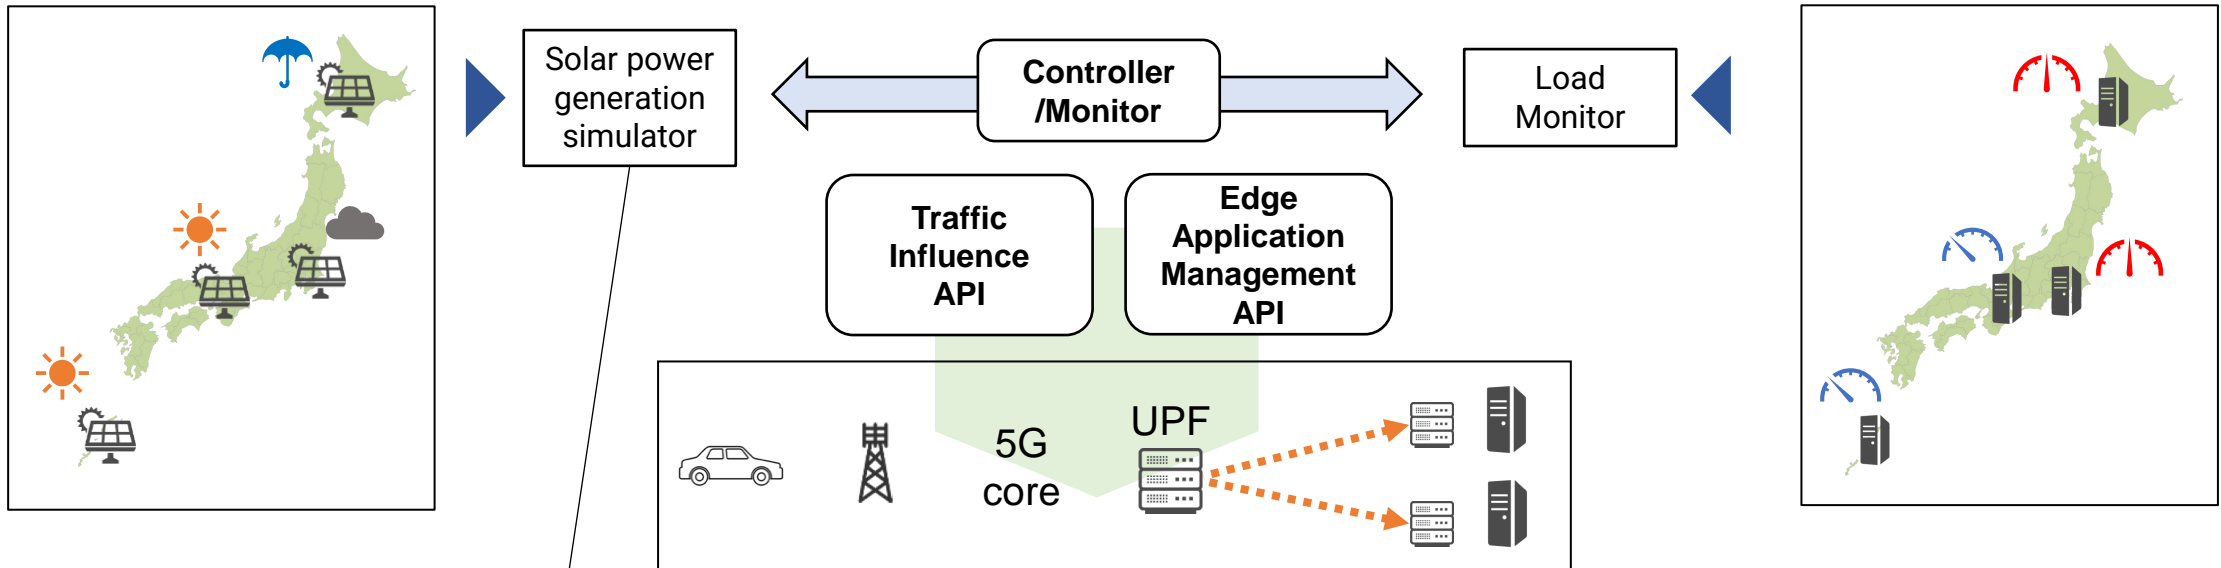 Solar power
generation
simulator
Controller
/Monitor
Load
Monitor
Traffic
Influence
API
Edge
Application
Management
API
5G
core
UPF